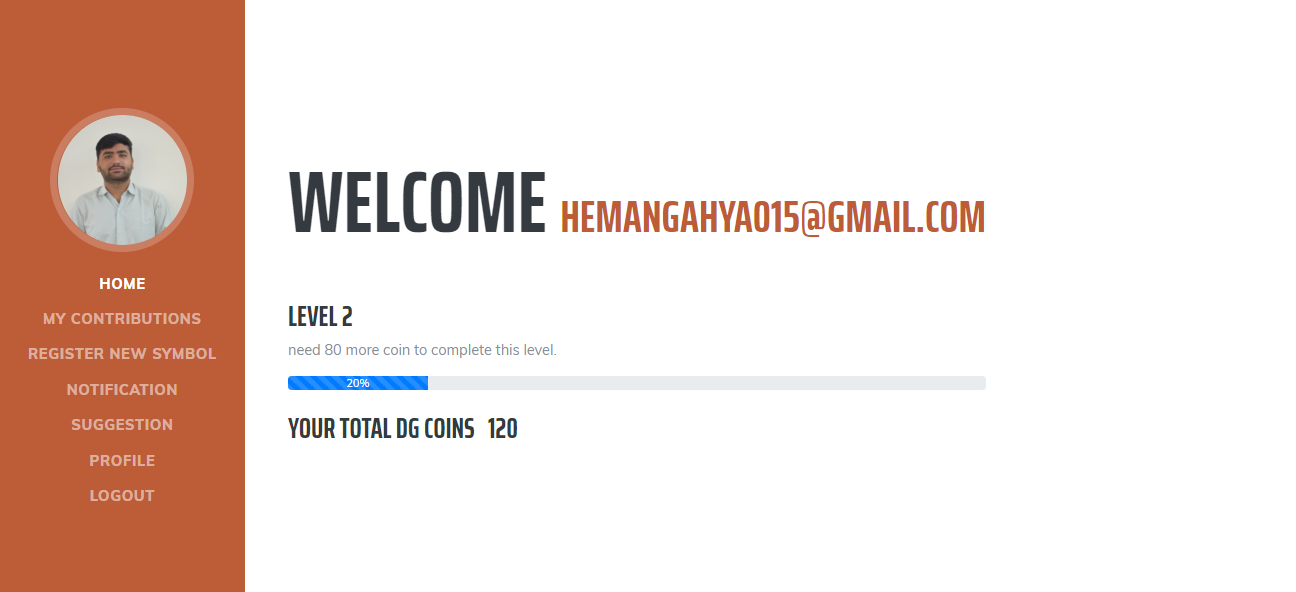 HOME
MY CONTRIBUTIONS
REGISTER NEW SYMBOL
NOTIFICATION
SUGGESTION
PROFILE
LOGOUT
WELCOME HEMANGAHYA015@GMAIL.COM
LEVEL 2
need 80 more coin to complete this level.
20%
YOUR TOTAL DG COINS 120